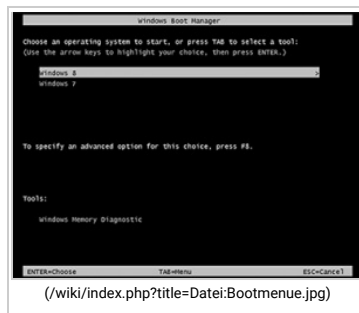 Windows Boot Manager
Choose an operating system to start, or press TAB to select a tool:
(Use the arrow keys to highlight your choice, then press ENTER.)
Windows 8 >
Windows 7
To specify an advanced option for this choice, press F8.
Tools:
Windows Memory Diagnostic
ENTER=Choose TAB=Menu ESC=Cancel
(/wiki/index.php?title=Datei:Bootmenue.jpg)